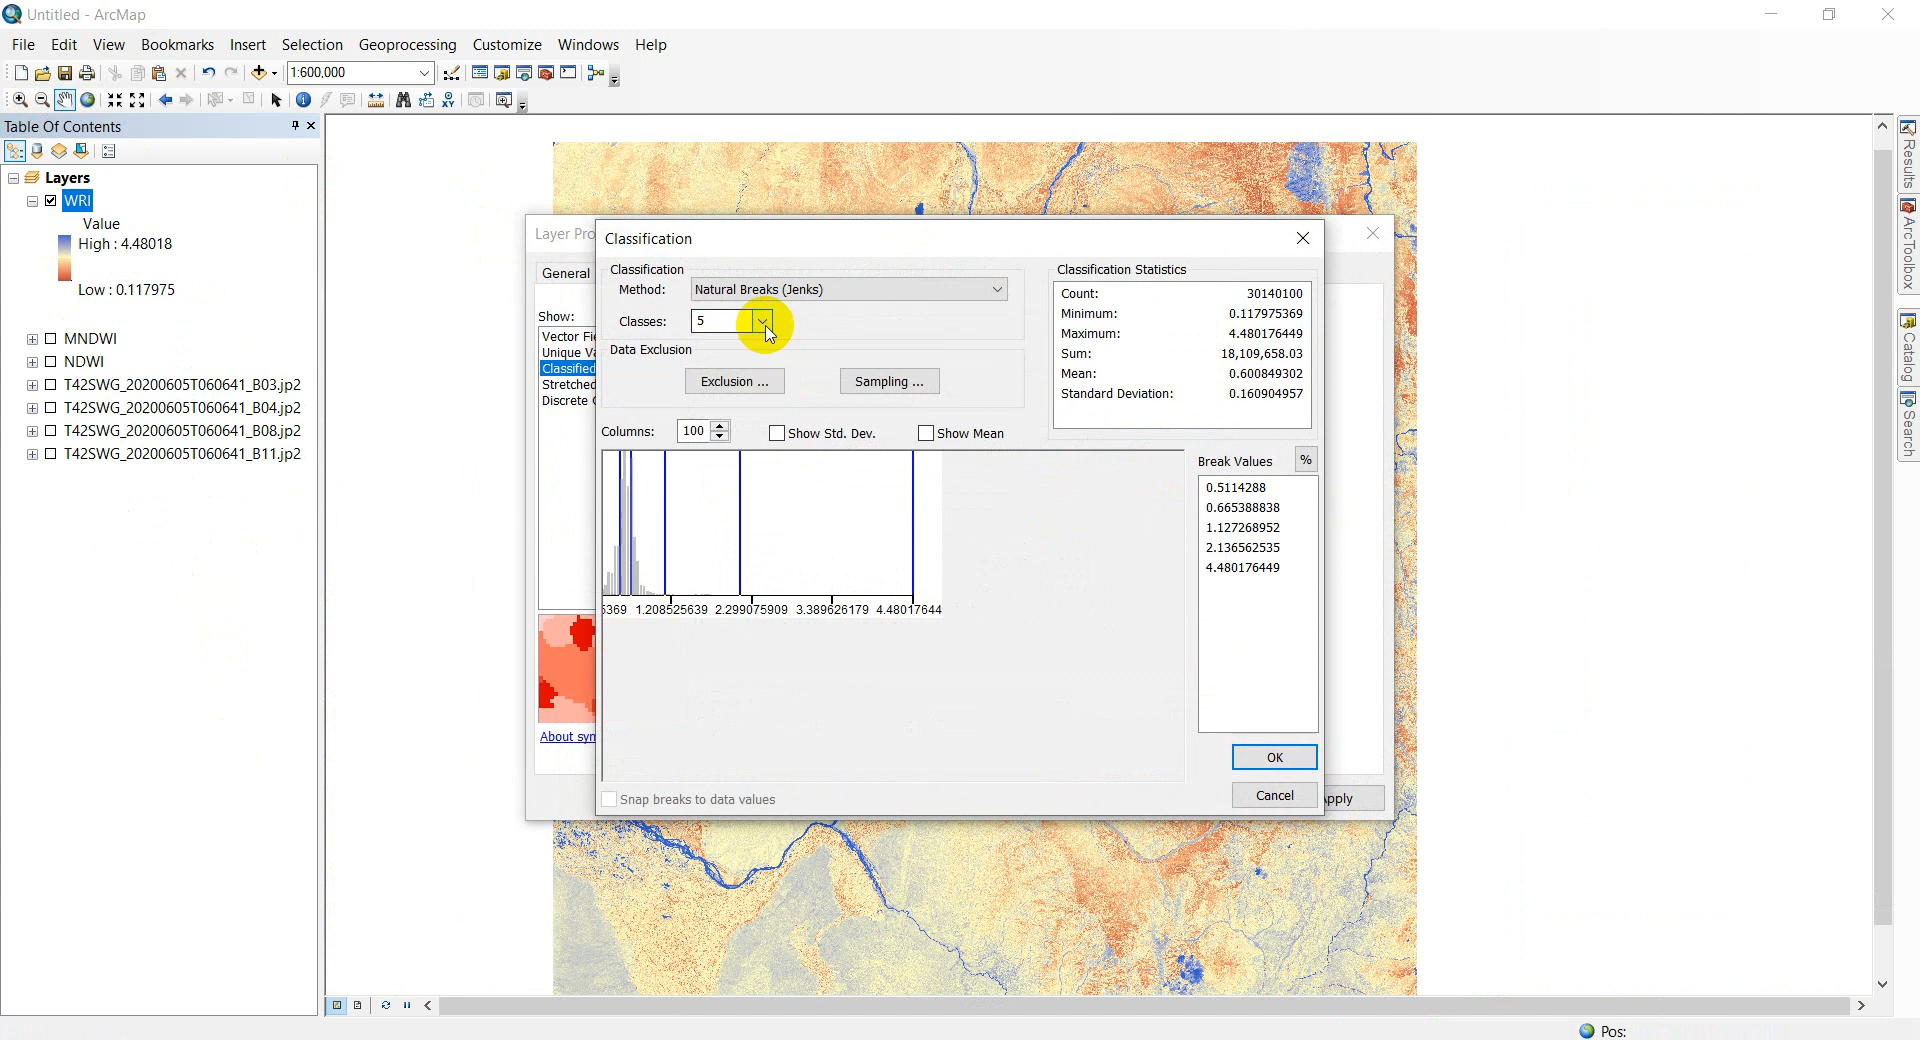 Untitled - ArcMap
File Edit View Bookmarks Insert Selection Geoprocessing Customize Windows Help
1:600,000
Table Of Contents
Layers
WRI
Value
High : 4.48018
Low : 0.117975
MNDWI
NDWI
T42SWG_20200605T060641_B03.jp2
T42SWG_20200605T060641_B04.jp2
T42SWG_20200605T060641_B08.jp2
T42SWG_20200605T060641_B11.jp2
Layer Pro
General
Show:
Vector Fie
Unique Va
Classified
Stretched
Discrete C
About syn
Apply
Classification
Classification
Method: Natural Breaks (Jenks)
Classes: 5
Data Exclusion
Exclusion ... Sampling ...
Classification Statistics
Count: 30140100
Minimum: 0.117975369
Maximum: 4.480176449
Sum: 18,109,658.03
Mean: 0.600849302
Standard Deviation: 0.160904957
Columns: 100 Show Std. Dev. Show Mean
Break Values %
0.5114288
0.665388838
1.127268952
2.136562535
4.480176449
5369 1.208525639 2.299075909 3.389626179 4.48017644
OK
Cancel
Snap breaks to data values
Results
ArcToolbox
Catalog
Search
Pos: